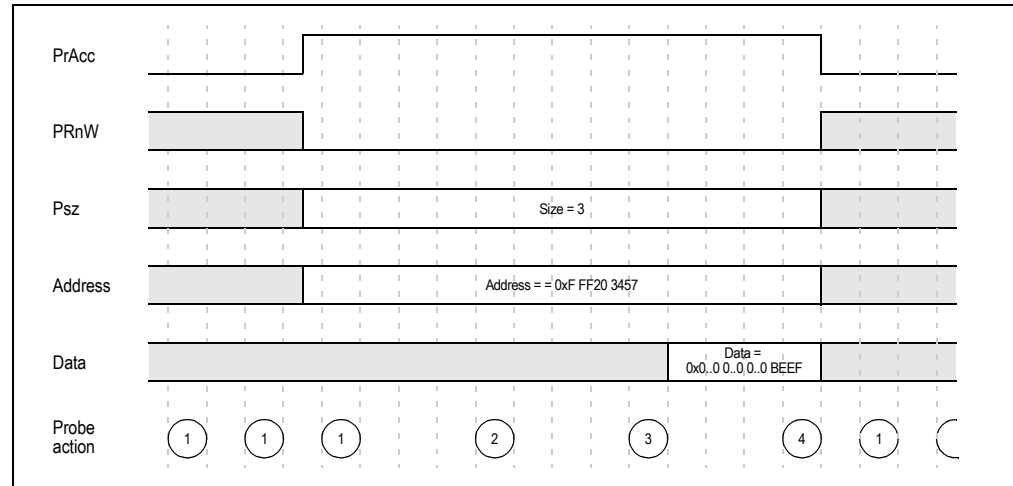 PrAcc
PRnW
Psz
Size = 3
Address
Address = = 0xF FF20 3457
Data
Data =
0x0..0 0..0 0..0 BEEF
Probe
action
1 1 1 2 3 4 1